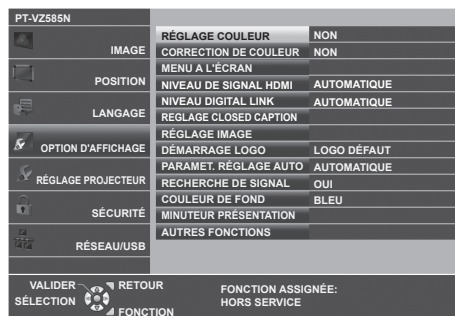 PT-VZ585N
IMAGE
POSITION
LANGAGE
OPTION D'AFFICHAGE
RÉGLAGE PROJECTEUR
SÉCURITÉ
RÉSEAU/USB
RÉGLAGE COULEUR NON
CORRECTION DE COULEUR NON
MENU A L'ÉCRAN
NIVEAU DE SIGNAL HDMI AUTOMATIQUE
NIVEAU DIGITAL LINK AUTOMATIQUE
REGLAGE CLOSED CAPTION
RÉGLAGE IMAGE
DÉMARRAGE LOGO LOGO DÉFAUT
PARAMET. RÉGLAGE AUTO AUTOMATIQUE
RECHERCHE DE SIGNAL OUI
COULEUR DE FOND BLEU
MINUTEUR PRÉSENTATION
AUTRES FONCTIONS
VALIDER RETOUR
SÉLECTION FONCTION
FONCTION ASSIGNÉE:
HORS SERVICE